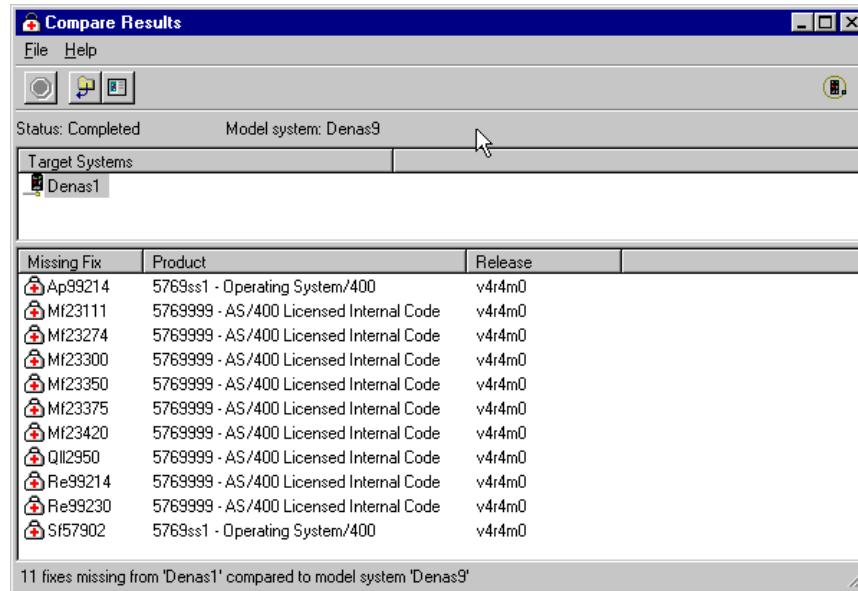 Compare Results
File Help
Status: Completed Model system: Denas9
Target Systems
Denas1
Missing Fix Product Release
Ap99214 5769ss1 - Operating System/400 v4r4m0
Mf23111 5769999 - AS/400 Licensed Internal Code v4r4m0
Mf23274 5769999 - AS/400 Licensed Internal Code v4r4m0
Mf23300 5769999 - AS/400 Licensed Internal Code v4r4m0
Mf23350 5769999 - AS/400 Licensed Internal Code v4r4m0
Mf23375 5769999 - AS/400 Licensed Internal Code v4r4m0
Mf23420 5769999 - AS/400 Licensed Internal Code v4r4m0
Qll2950 5769999 - AS/400 Licensed Internal Code v4r4m0
Re99214 5769999 - AS/400 Licensed Internal Code v4r4m0
Re99230 5769999 - AS/400 Licensed Internal Code v4r4m0
Sf57902 5769ss1 - Operating System/400 v4r4m0
11 fixes missing from 'Denas1' compared to model system 'Denas9'